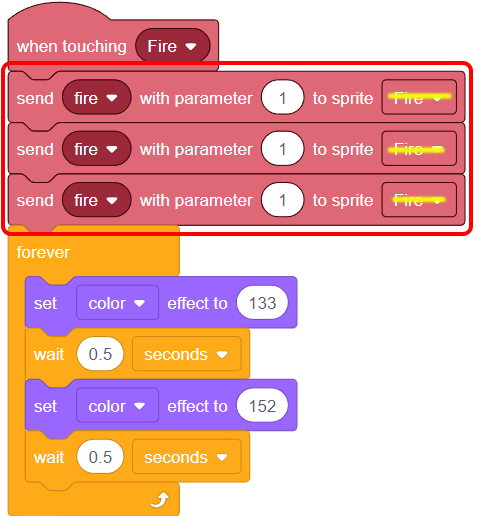 when touching Fire
send fire with parameter 1 to sprite Fire
send fire with parameter 1 to sprite Fire
send fire with parameter 1 to sprite Fire
forever
set color effect to 133
wait 0.5 seconds
set color effect to 152
wait 0.5 seconds